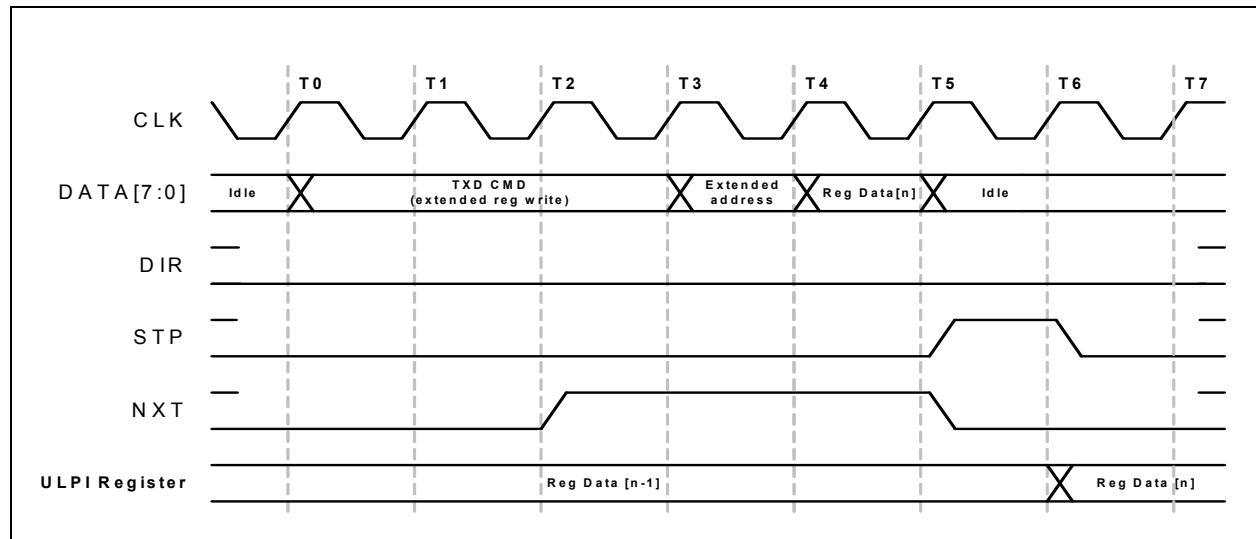 T0 T1 T2 T3 T4 T5 T6 T7
CLK
DATA[7:0] Idle TXD CMD Extended Reg Data[n] Idle
(extended reg write) address
DIR
STP
NXT
ULPI Register Reg Data [n-1] Reg Data [n]